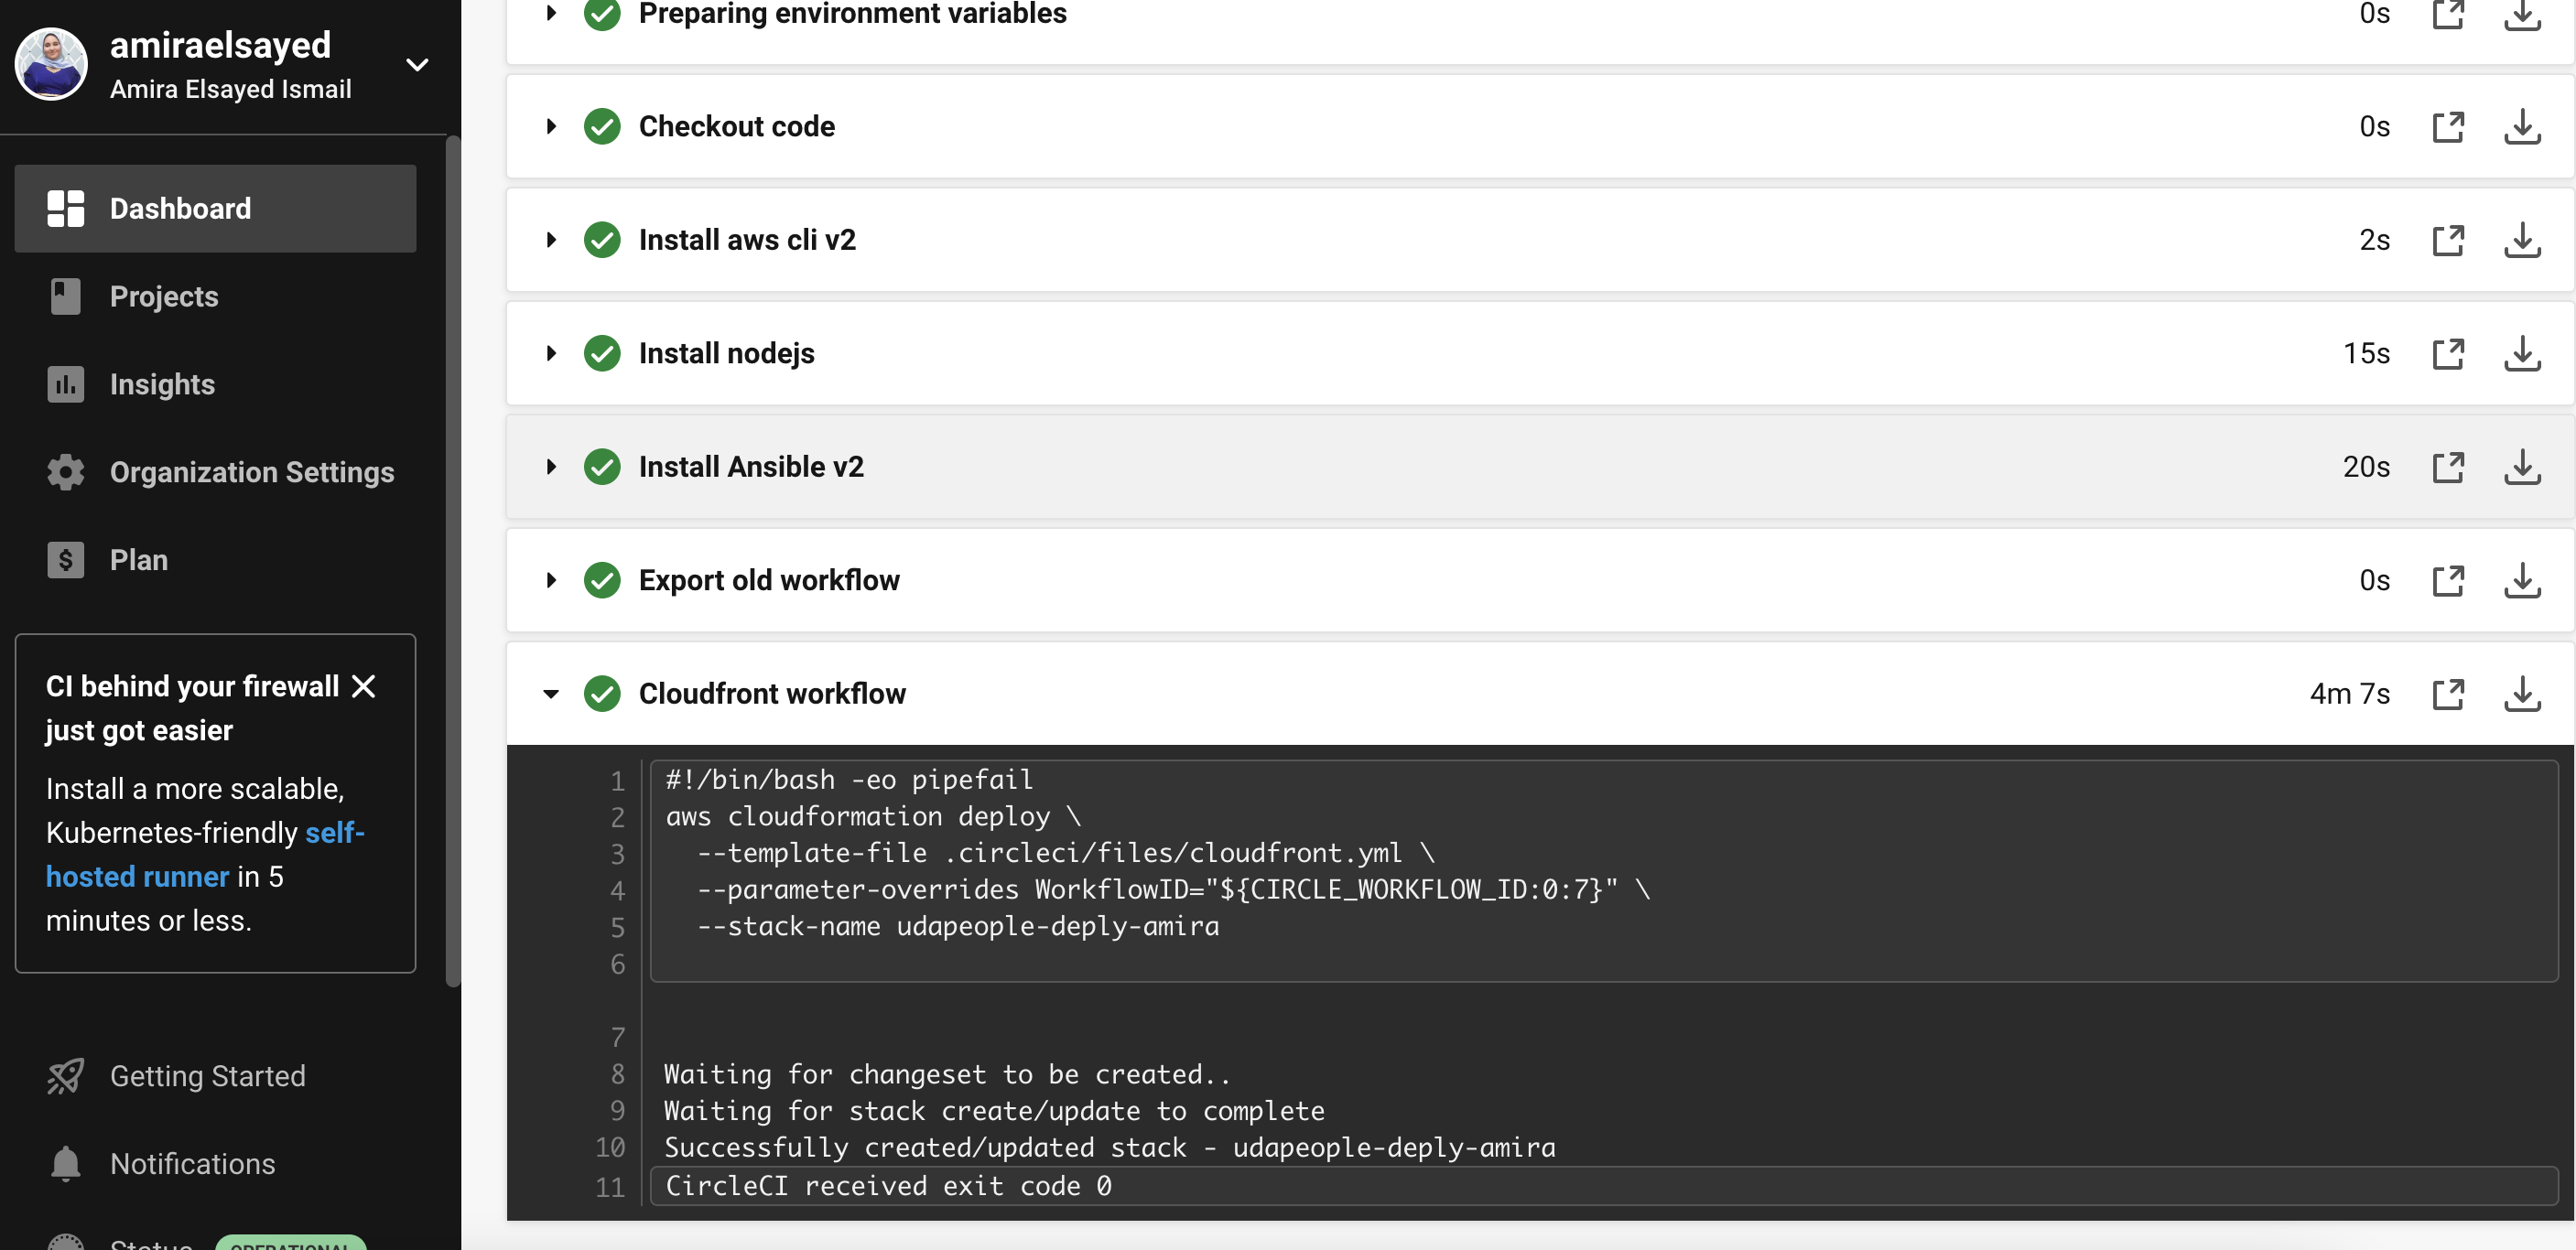 amiraelsayed
Amira Elsayed Ismail
Dashboard
Projects
Insights
Organization Settings
Plan
CI behind your firewall
just got easier
Install a more scalable,
Kubernetes-friendly self-
hosted runner in 5
minutes or less.
Getting Started
Notifications
Status OPERATIONAL
Preparing environment variables 0s
Checkout code 0s
Install aws cli v2 2s
Install nodejs 15s
Install Ansible v2 20s
Export old workflow 0s
Cloudfront workflow 4m 7s
1 #!/bin/bash -eo pipefail
2 aws cloudformation deploy \
3 --template-file .circleci/files/cloudfront.yml \
4 --parameter-overrides WorkflowID="${CIRCLE_WORKFLOW_ID:0:7}" \
5 --stack-name udapeople-deply-amira
6
7
8 Waiting for changeset to be created..
9 Waiting for stack create/update to complete
10 Successfully created/updated stack - udapeople-deply-amira
11 CircleCI received exit code 0